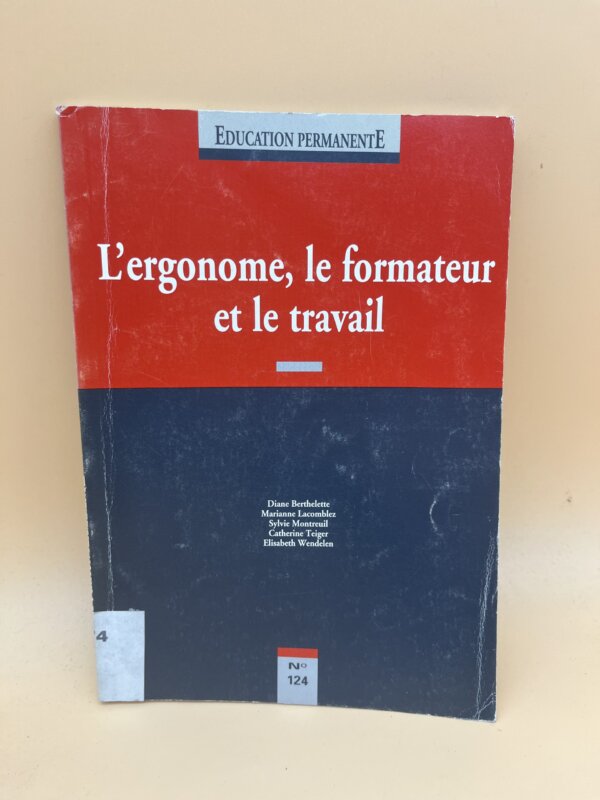 EDUCATION PERMANENTE
L'ergonome, le formateur
et le travail
Diane Berthelette
Marianne Lacomblez
Sylvie Montreuil
Catherine Teiger
Elisabeth Wendelen
4
N°
124